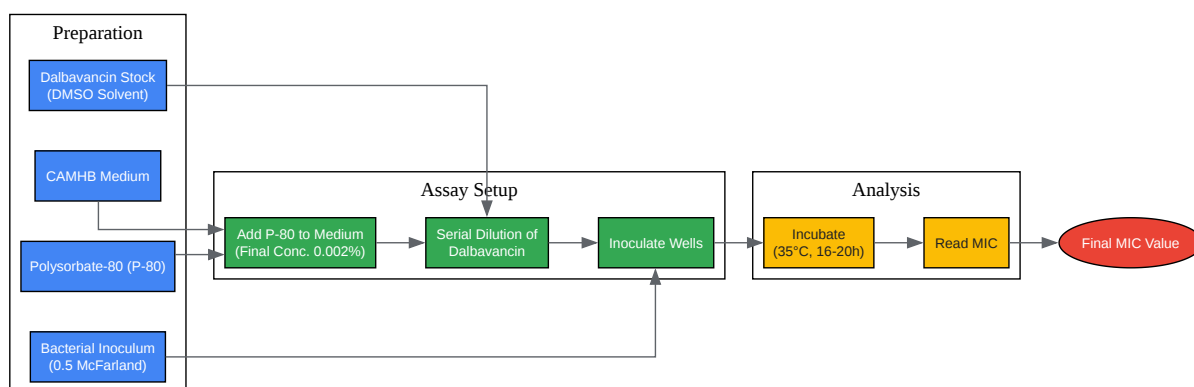 Preparation
Dalbavancin Stock
(DMSO Solvent)
CAMHB Medium
Polysorbate-80 (P-80)
Bacterial Inoculum
(0.5 McFarland)
Assay Setup
Add P-80 to Medium
(Final Conc. 0.002%)
Serial Dilution of
Dalbavancin
Inoculate Wells
Analysis
Incubate
(35°C, 16-20h)
Read MIC
Final MIC Value